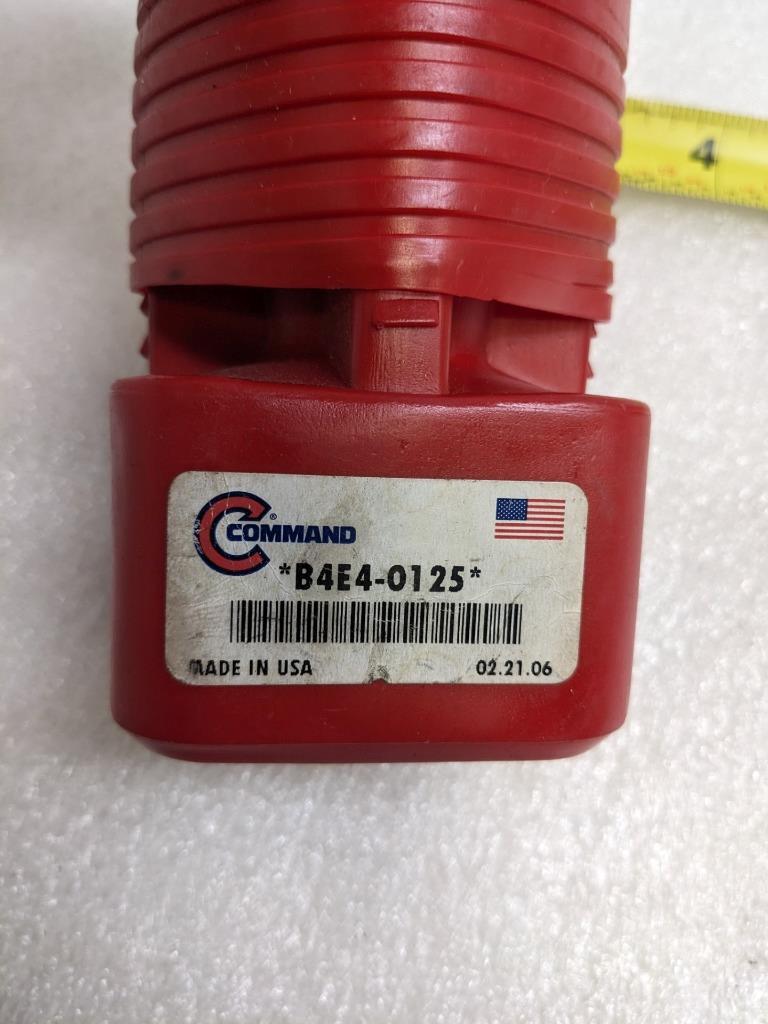 4
C® COMMAND
*B4E4-0125*
MADE IN USA
02.21.06